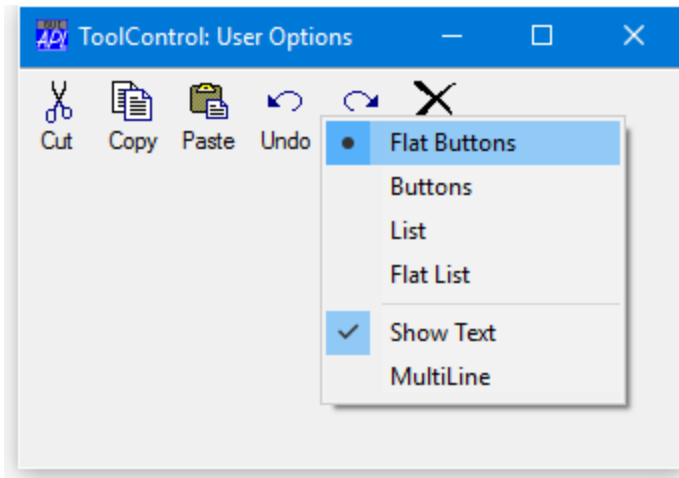 ToolControl: User Options
Cut Copy Paste Undo
Flat Buttons
Buttons
List
Flat List
Show Text
MultiLine